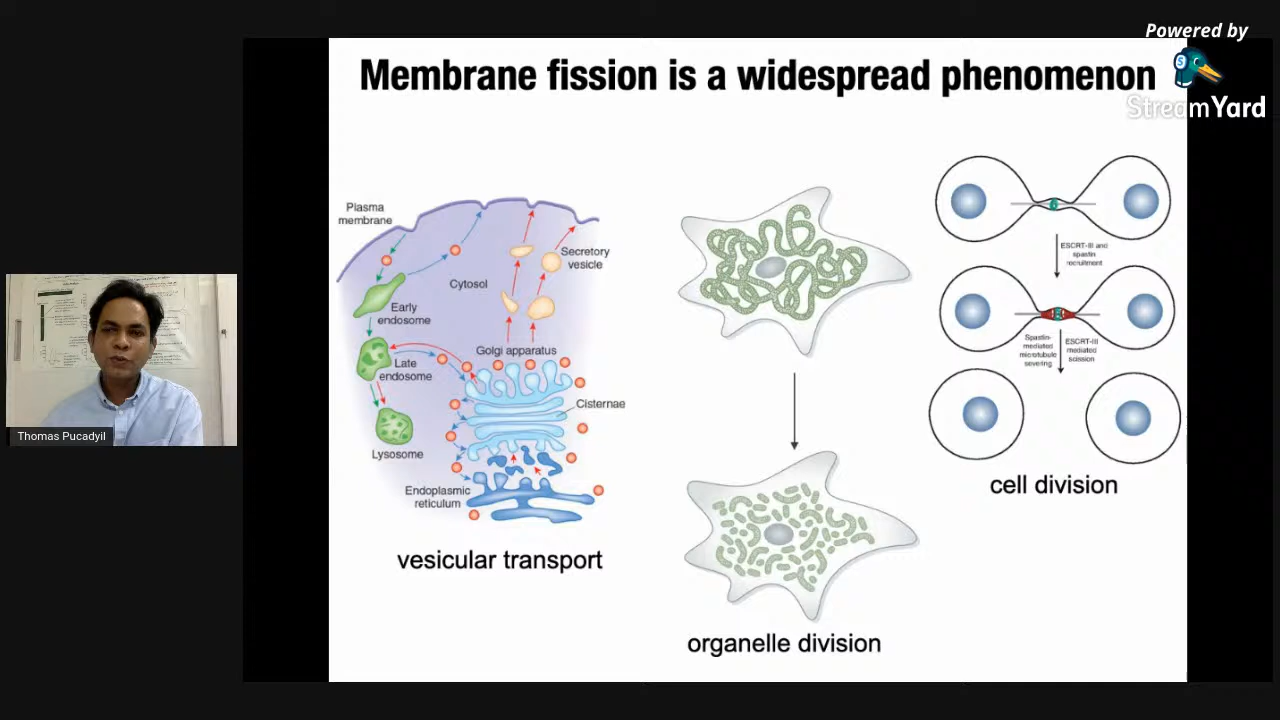 Powered by
StreamYard
Membrane fission is a widespread phenomenon
Plasma
membrane
Secretory
vesicle
Cytosol
Early
endosome
Golgi apparatus
Late
endosome
Cisternae
Lysosome
Endoplasmic
reticulum
vesicular transport
organelle division
ESCRT-III and
spastin
recruitment
Spastin-
mediated
microtubule
severing
ESCRT-III
mediated
scission
cell division
Thomas Pucadyil